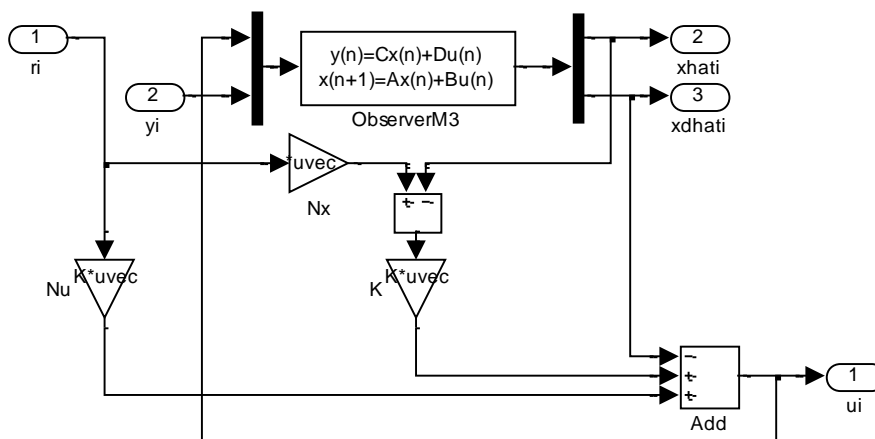 1
ri
2
yi
y(n)=Cx(n)+Du(n)
x(n+1)=Ax(n)+Bu(n)
ObserverM3
2
xhati
3
xdhati
*uvec
Nx
+ −
K*uvec
Nu
K*uvec
K
−
+
+
Add
1
ui